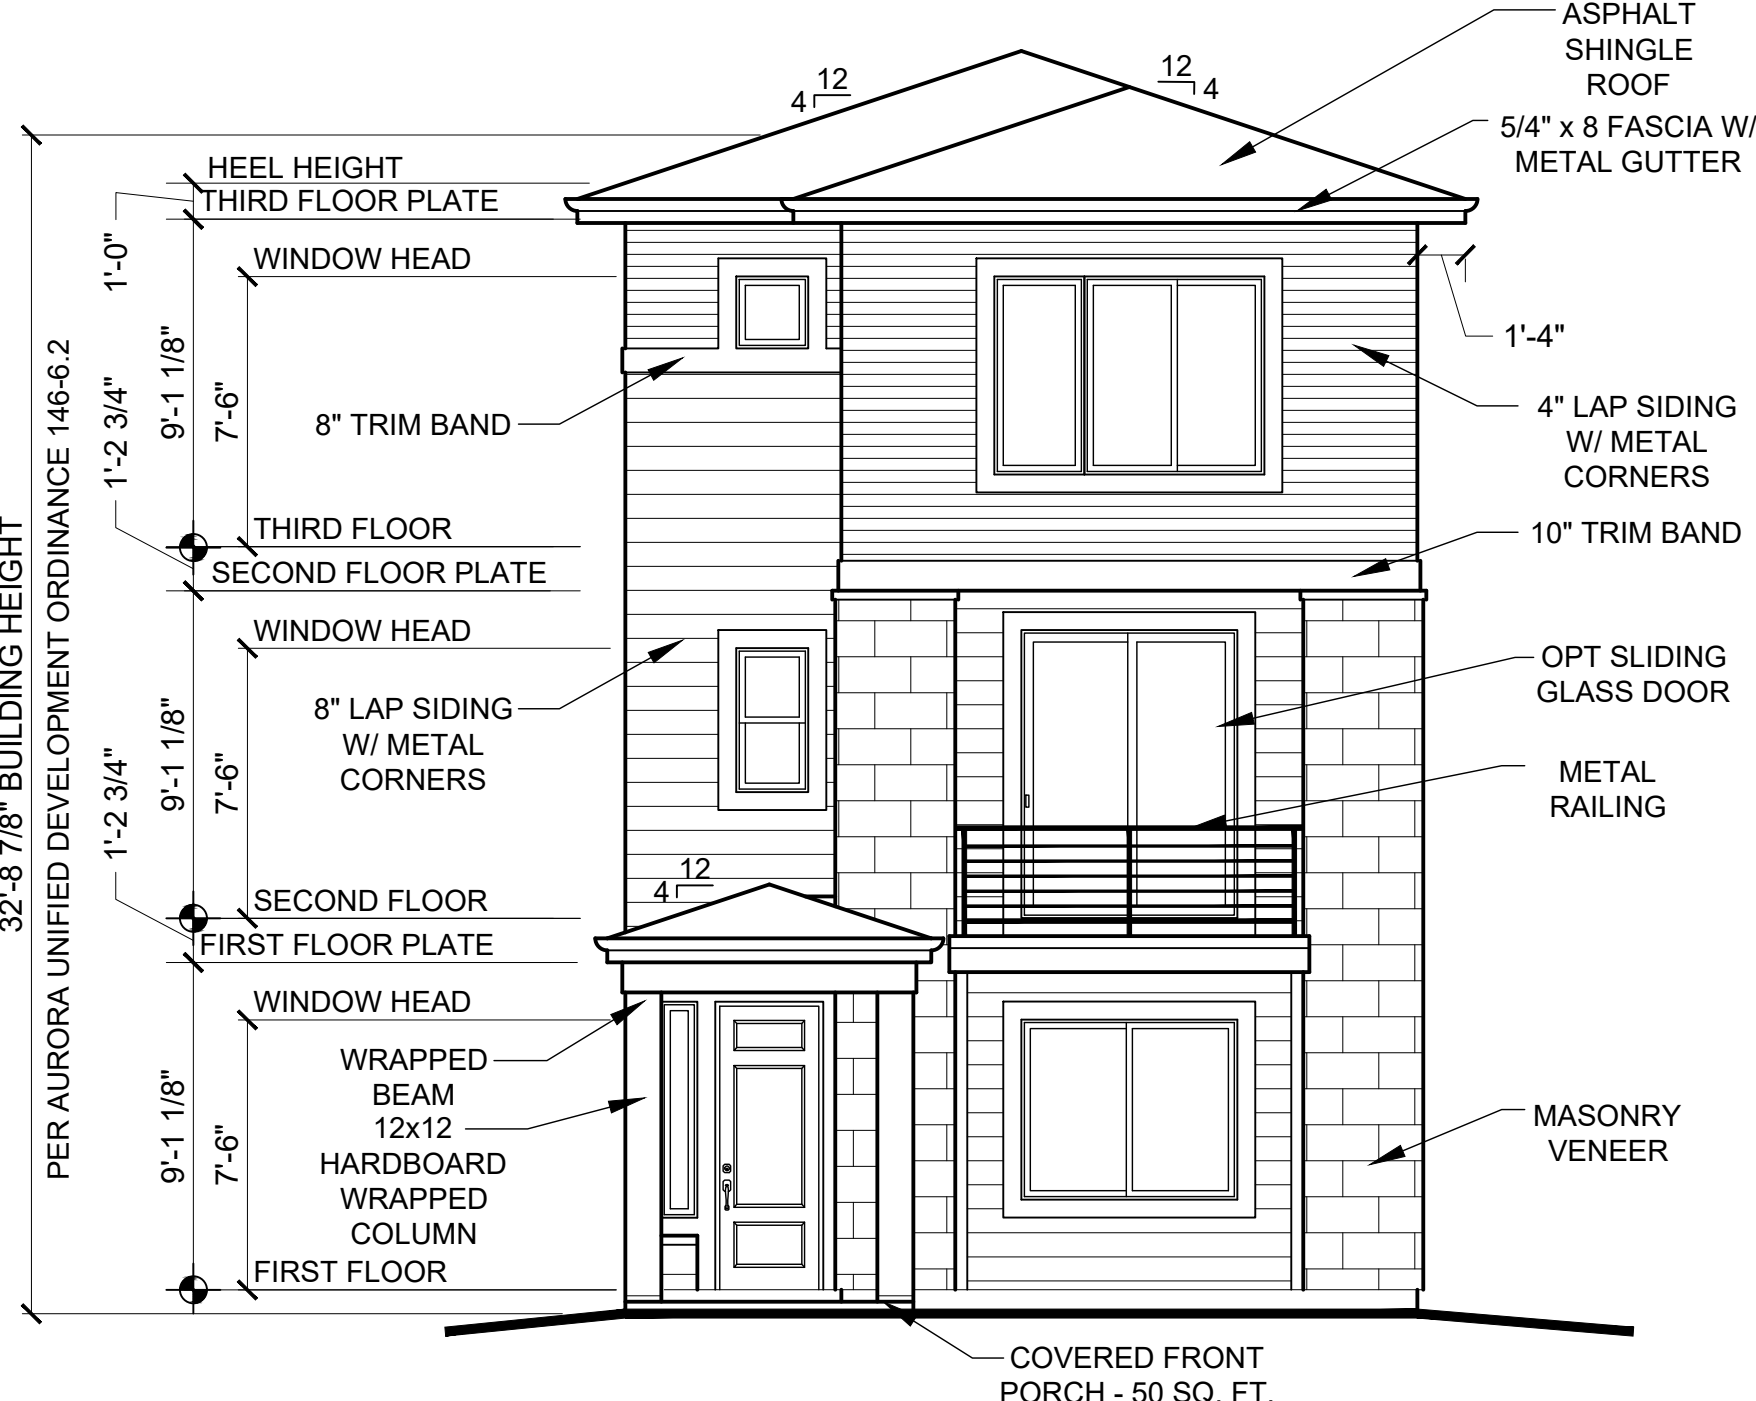 ASPHALT
SHINGLE
ROOF
12
4
12
4
5/4" x 8 FASCIA W/
METAL GUTTER
HEEL HEIGHT
THIRD FLOOR PLATE
1'-0"
WINDOW HEAD
1'-4"
9'-1 1/8"
7'-6"
8" TRIM BAND
4" LAP SIDING
W/ METAL
CORNERS
1'-2 3/4"
THIRD FLOOR
10" TRIM BAND
SECOND FLOOR PLATE
32'-8 7/8" BUILDING HEIGHT
PER AURORA UNIFIED DEVELOPMENT ORDINANCE 146-6.2
WINDOW HEAD
OPT SLIDING
GLASS DOOR
8" LAP SIDING
W/ METAL
CORNERS
9'-1 1/8"
7'-6"
METAL
RAILING
1'-2 3/4"
12
4
SECOND FLOOR
FIRST FLOOR PLATE
WINDOW HEAD
WRAPPED
BEAM
12x12
HARDBOARD
WRAPPED
COLUMN
9'-1 1/8"
7'-6"
MASONRY
VENEER
FIRST FLOOR
COVERED FRONT
PORCH - 50 SQ. FT.